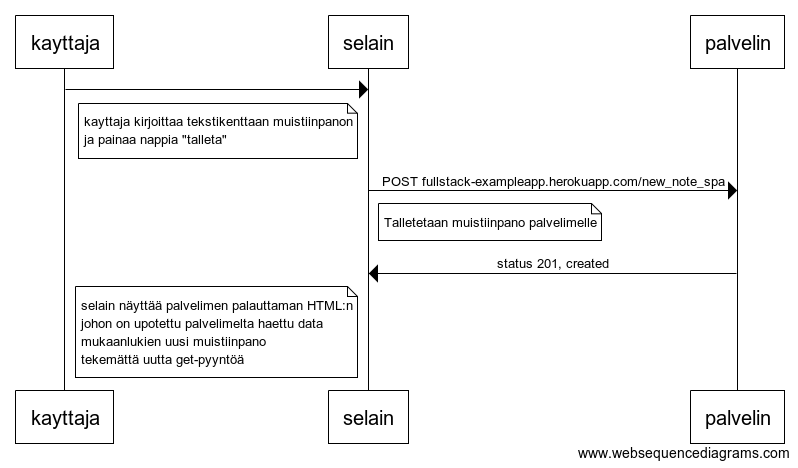 kayttaja
selain
palvelin
kayttaja kirjoittaa tekstikenttaan muistiinpanon
ja painaa nappia "talleta"
POST fullstack-exampleapp.herokuapp.com/new_note_spa
Talletetaan muistiinpano palvelimelle
status 201, created
selain näyttää palvelimen palauttaman HTML:n
johon on upotettu palvelimelta haettu data
mukaanlukien uusi muistiinpano
tekemättä uutta get-pyyntöä
kayttaja
selain
palvelin
www.websequencediagrams.com